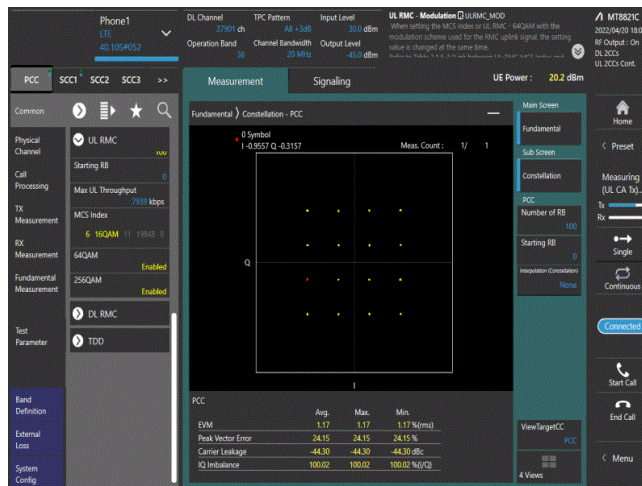 Phone1
LTE
40.105#052
DL Channel
37901 ch
TPC Pattern
All +3dB
Input Level
30.0 dBm
Operation Band
38
Channel Bandwidth
20 MHz
Output Level
-45.0 dBm
UL RMC - Modulation ULRMC_MOD
When setting the MCS Index or UL RMC - 64QAM with the
modulation scheme used for the RMC uplink signal, the setting
value is changed at the same time.
MT8821C
2022/04/20 18:0
RF Output : On
DL 2CCs
UL 2CCs Cont.
PCC SCC1 SCC2 SCC3 >>
Measurement
Signaling
UE Power : 20.2 dBm
Common
Physical
Channel
Call
Processing
TX
Measurement
RX
Measurement
Fundamental
Measurement
Test
Parameter
Band
Definition
External
Loss
System
Config
UL RMC
100
Starting RB
0
Max UL Throughput
7939 kbps
MCS Index
6 16QAM 11 19848 8
64QAM
Enabled
256QAM
Enabled
DL RMC
TDD
Fundamental ⟩ Constellation - PCC
0 Symbol
I -0.9557 Q -0.3157
Meas. Count : 1/ 1
Q
I
PCC
Avg. Max. Min.
EVM 1.17 1.17 1.17 %(rms)
Peak Vector Error 24.15 24.15 24.15 %
Carrier Leakage -44.30 -44.30 -44.30 dBc
IQ Imbalance 100.02 100.02 100.02 %(I/Q)
Main Screen
Fundamental
Sub Screen
Constellation
PCC
Number of RB
100
Starting RB
0
Interpolation (Constellation)
None
ViewTargetCC
PCC
4 Views
Home
< Preset
Measuring
(UL CA Tx)...
Tx
Rx
Single
Continuous
Connected
Start Call
End Call
< Menu